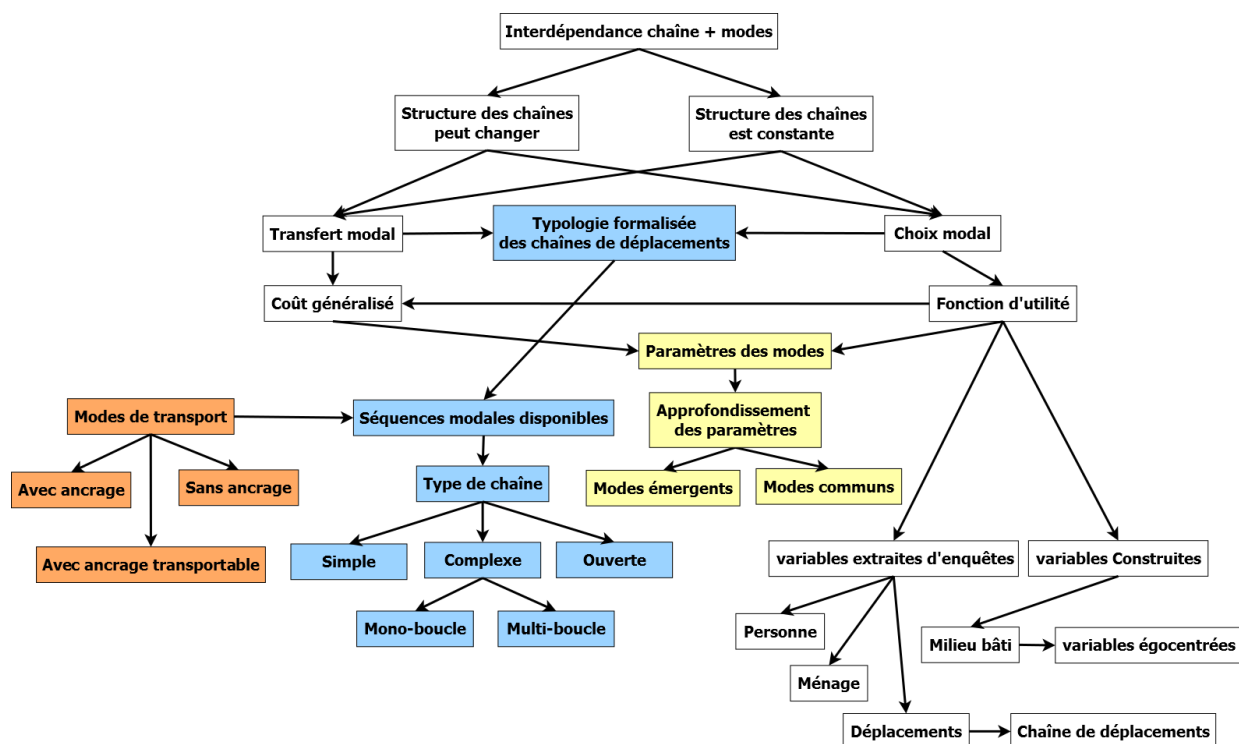 Interdépendance chaîne + modes
Structure des chaînes
peut changer
Structure des chaînes
est constante
Transfert modal
Typologie formalisée
des chaînes de déplacements
Choix modal
Coût généralisé
Fonction d'utilité
Paramètres des modes
Modes de transport
Séquences modales disponibles
Approfondissement
des paramètres
Avec ancrage
Sans ancrage
Type de chaîne
Modes émergents
Modes communs
Avec ancrage transportable
Simple
Complexe
Ouverte
variables extraites d'enquêtes
variables Construites
Mono-boucle
Multi-boucle
Personne
Milieu bâti
variables égocentrées
Ménage
Déplacements
Chaîne de déplacements